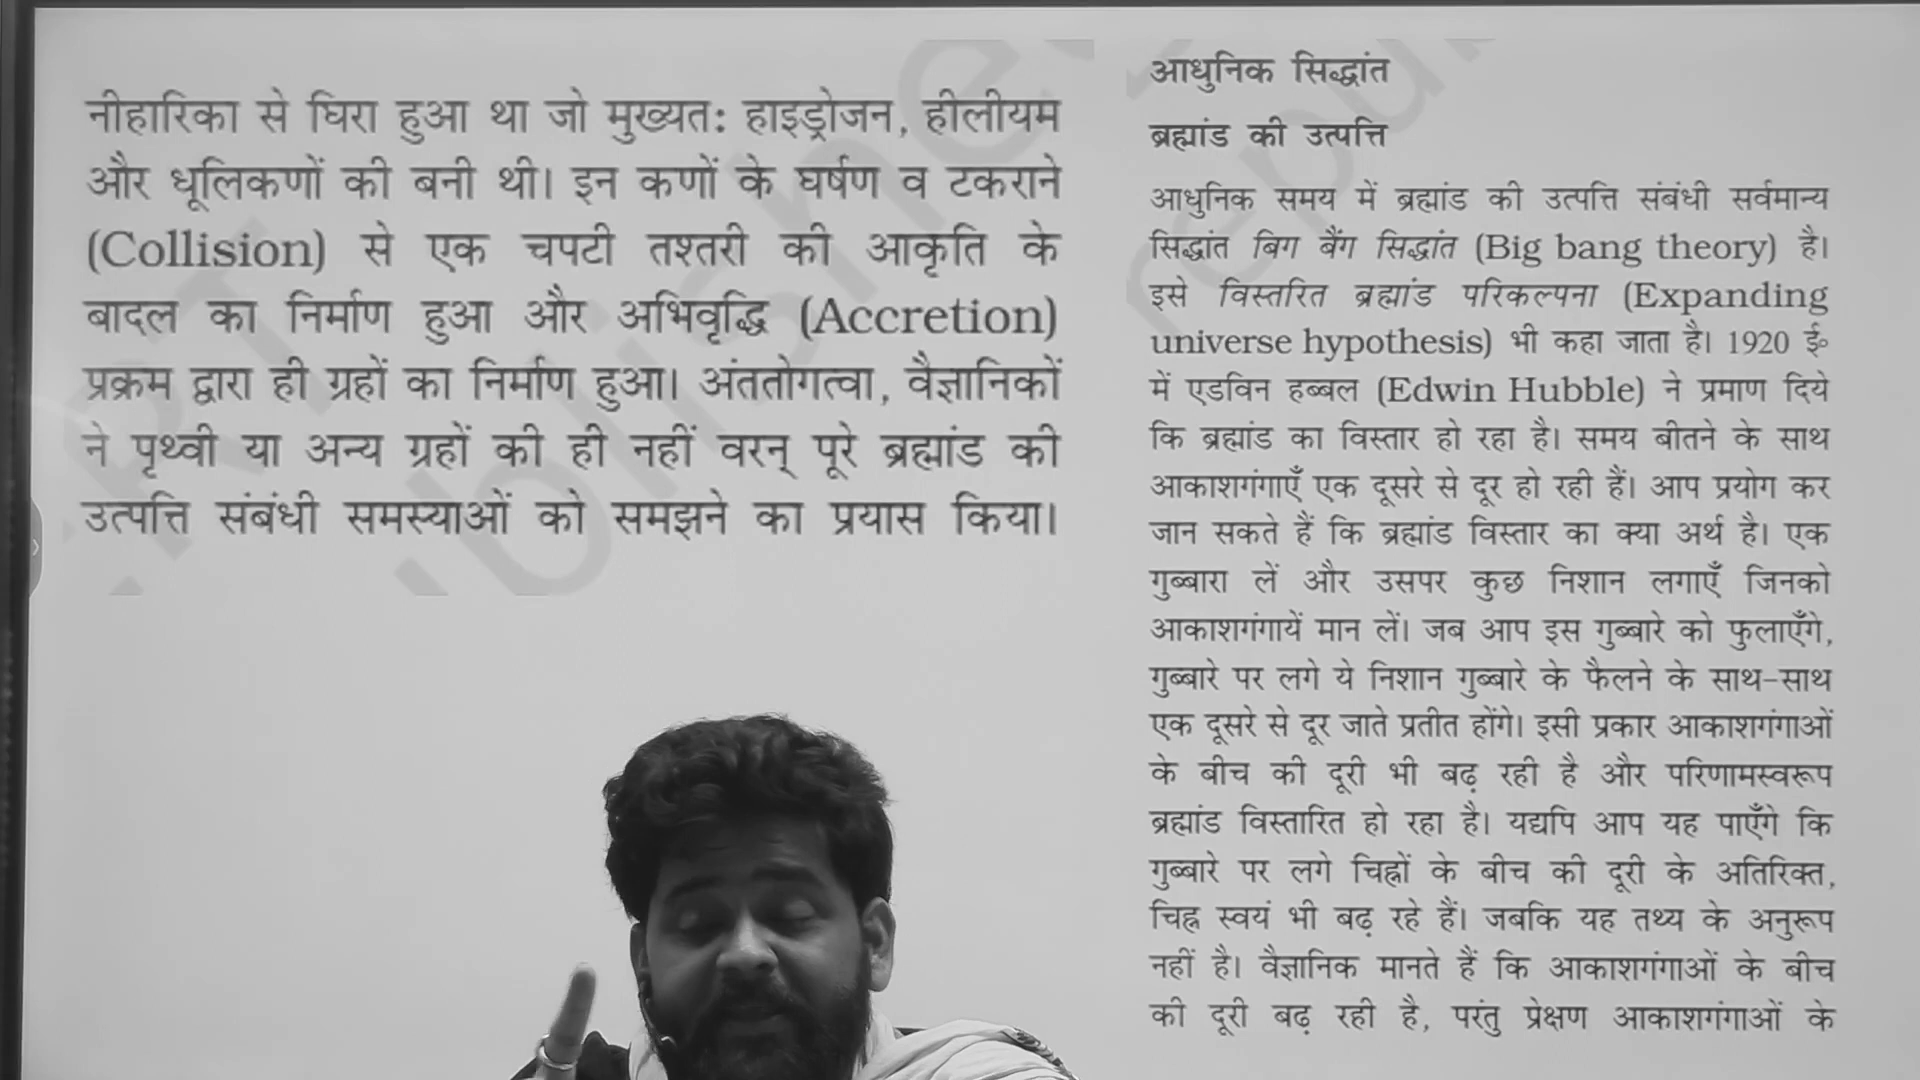 नीहारिका से घिरा हुआ था जो मुख्यतः हाइड्रोजन, हीलीयम
और धूलिकणों की बनी थी। इन कणों के घर्षण व टकराने
(Collision) से एक चपटी तश्तरी की आकृति के
बादल का निर्माण हुआ और अभिवृद्धि (Accretion)
प्रक्रम द्वारा ही ग्रहों का निर्माण हुआ। अंततोगत्वा, वैज्ञानिकों
ने पृथ्वी या अन्य ग्रहों की ही नहीं वरन् पूरे ब्रह्मांड की
उत्पत्ति संबंधी समस्याओं को समझने का प्रयास किया।
आधुनिक सिद्धांत
ब्रह्मांड की उत्पत्ति
आधुनिक समय में ब्रह्मांड की उत्पत्ति संबंधी सर्वमान्य
सिद्धांत बिग बैंग सिद्धांत (Big bang theory) है।
इसे विस्तरित ब्रह्मांड परिकल्पना (Expanding
universe hypothesis) भी कहा जाता है। 1920 ई॰
में एडविन हब्बल (Edwin Hubble) ने प्रमाण दिये
कि ब्रह्मांड का विस्तार हो रहा है। समय बीतने के साथ
आकाशगंगाएँ एक दूसरे से दूर हो रही हैं। आप प्रयोग कर
जान सकते हैं कि ब्रह्मांड विस्तार का क्या अर्थ है। एक
गुब्बारा लें और उसपर कुछ निशान लगाएँ जिनको
आकाशगंगायें मान लें। जब आप इस गुब्बारे को फुलाएँगे,
गुब्बारे पर लगे ये निशान गुब्बारे के फैलने के साथ-साथ
एक दूसरे से दूर जाते प्रतीत होंगे। इसी प्रकार आकाशगंगाओं
के बीच की दूरी भी बढ़ रही है और परिणामस्वरूप
ब्रह्मांड विस्तारित हो रहा है। यद्यपि आप यह पाएँगे कि
गुब्बारे पर लगे चिह्नों के बीच की दूरी के अतिरिक्त,
चिह्न स्वयं भी बढ़ रहे हैं। जबकि यह तथ्य के अनुरूप
नहीं है। वैज्ञानिक मानते हैं कि आकाशगंगाओं के बीच
की दूरी बढ़ रही है, परंतु प्रेक्षण आकाशगंगाओं के